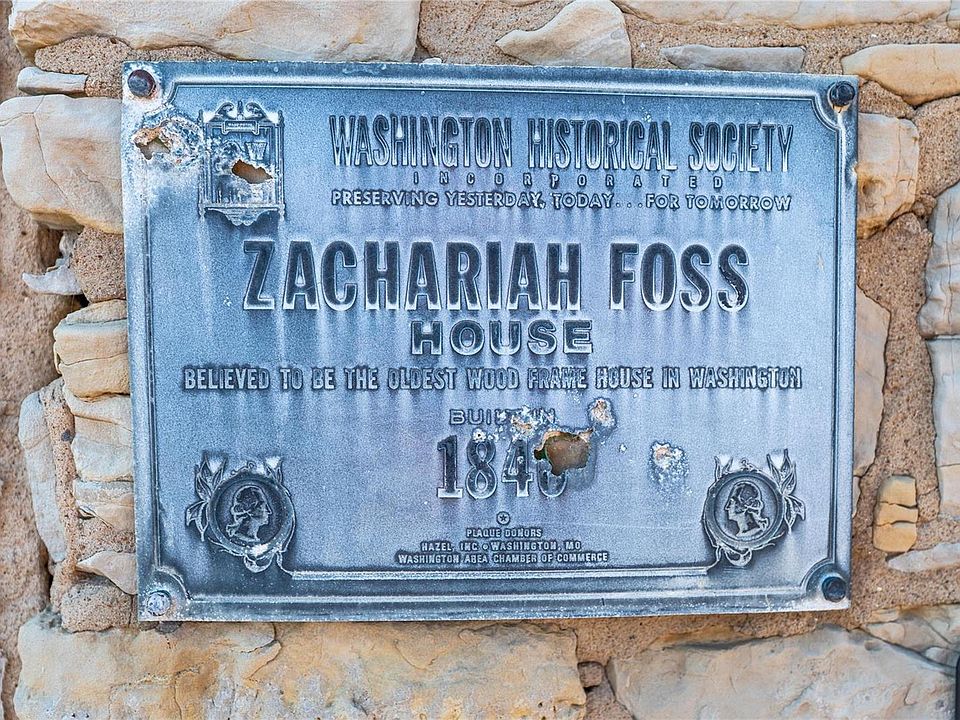 WASHINGTON HISTORICAL SOCIETY
INCORPORATED
PRESERVING YESTERDAY, TODAY...FOR TOMORROW
ZACHARIAH FOSS
HOUSE
BELIEVED TO BE THE OLDEST WOOD FRAME HOUSE IN WASHINGTON
BUILT IN
PLAQUE DONORS
HAZEL, INC • WASHINGTON, MO
WASHINGTON AREA CHAMBER OF COMMERCE